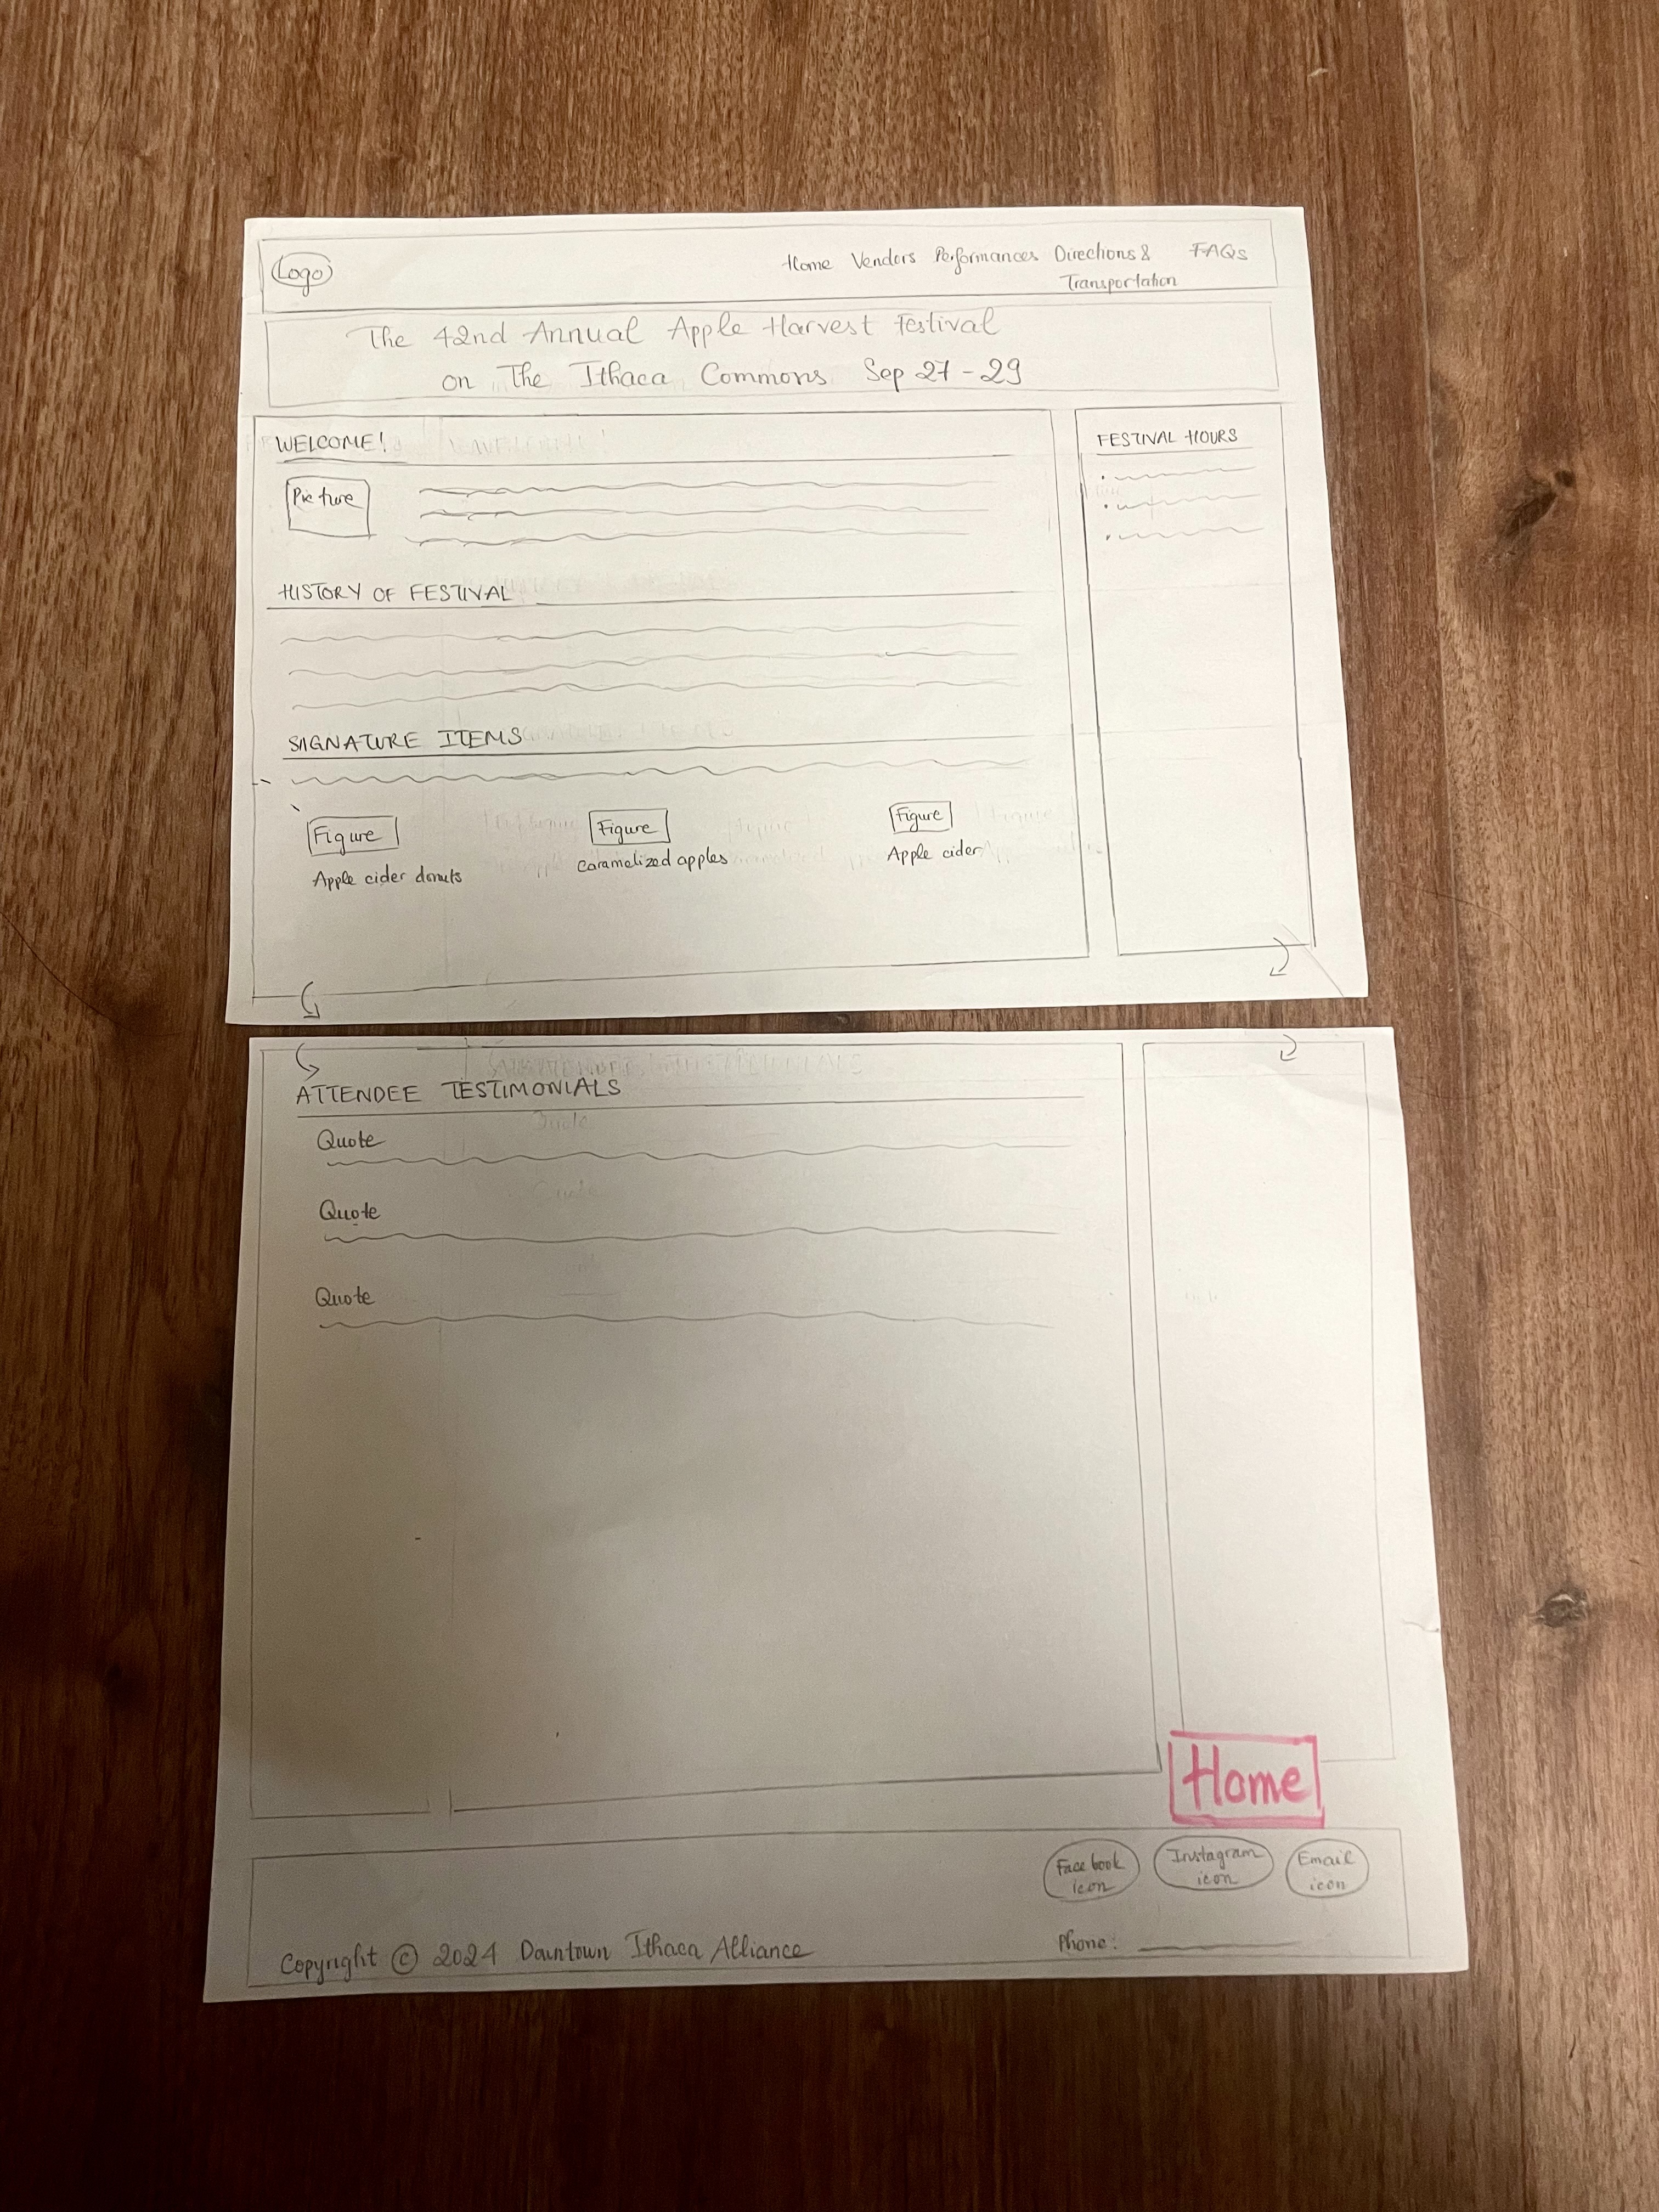 Logo
Home Vendors Performances Directions & FAQs
Transportation
The 42nd Annual Apple Harvest Festival
on The Ithaca Commons Sep 27-29
WELCOME!
Picture
HISTORY OF FESTIVAL
SIGNATURE ITEMS
Figure
Apple cider donuts
Figure
caramelized apples
Figure
Apple cider
FESTIVAL HOURS
ATTENDEE TESTIMONIALS
Quote
Quote
Quote
Home
Facebook icon
Instagram icon
Email icon
Phone:
Copyright © 2024 Downtown Ithaca Alliance